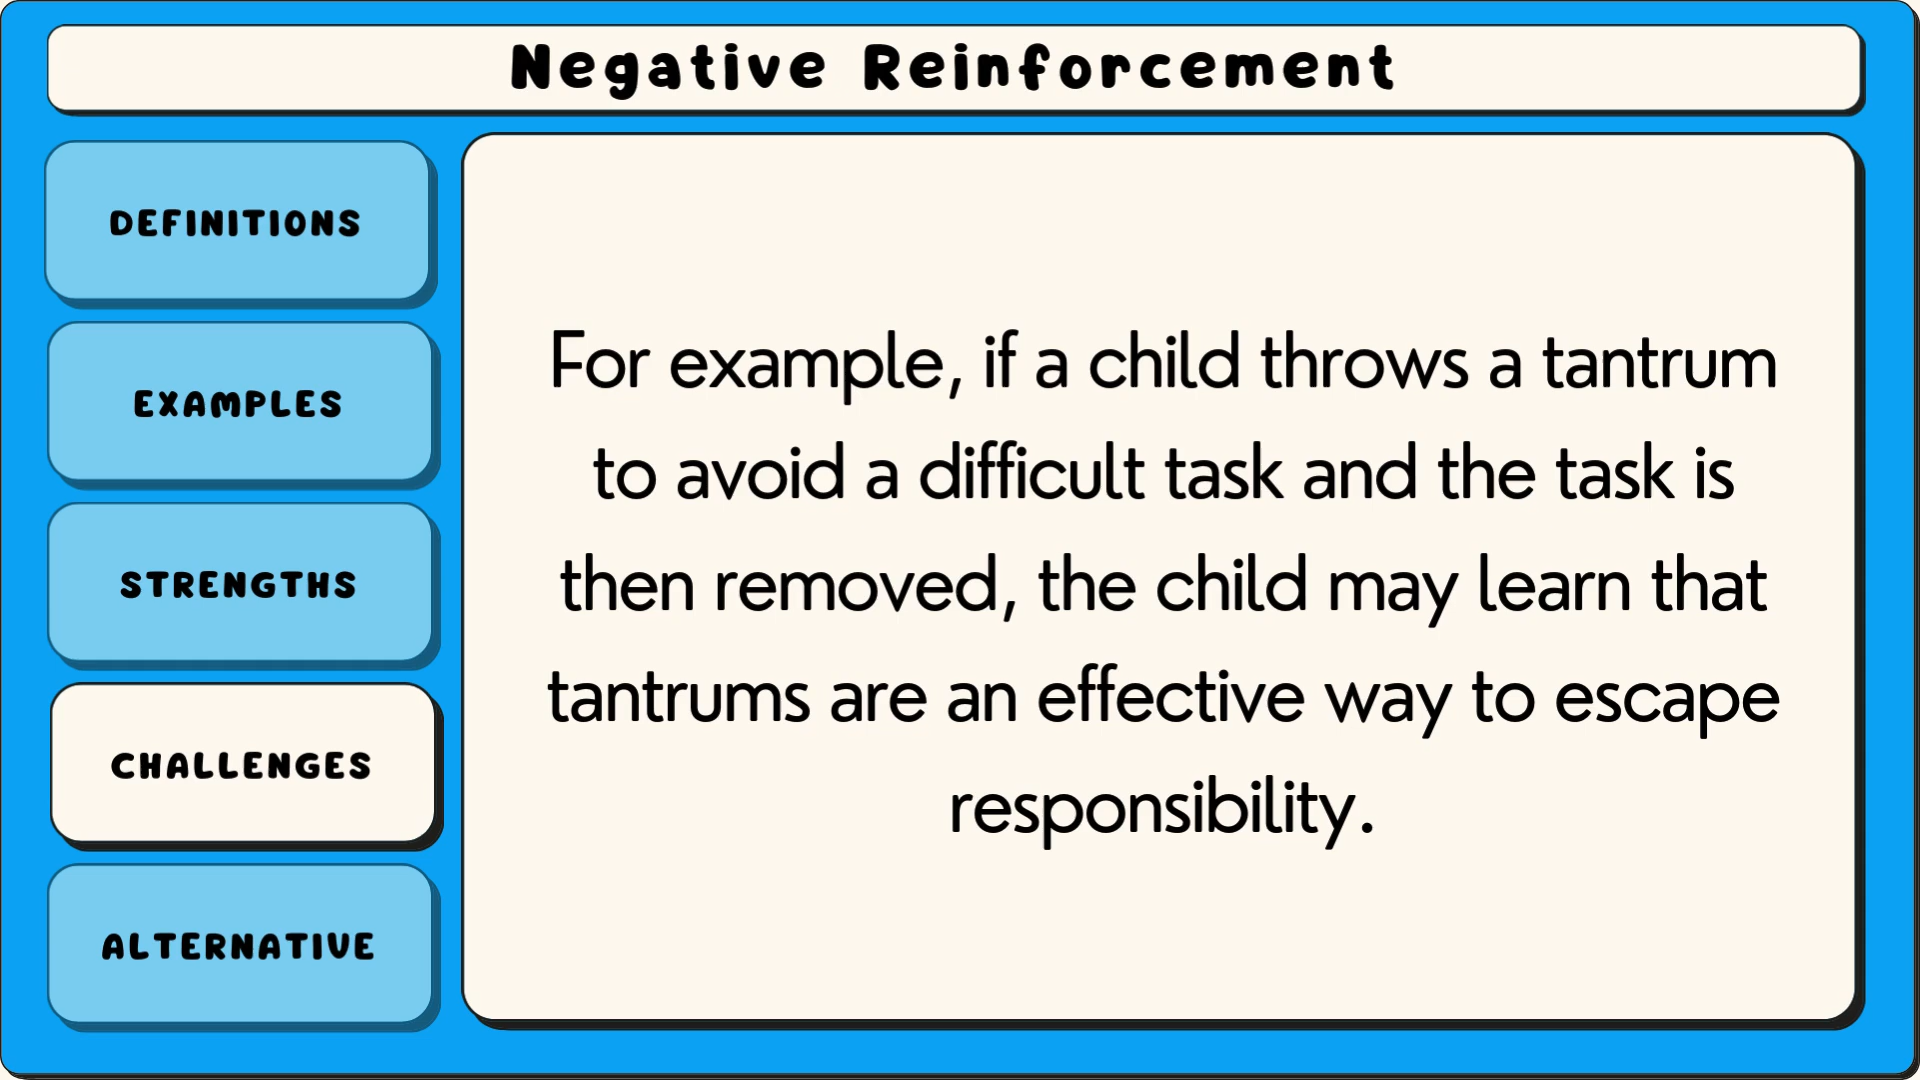 Negative Reinforcement
DEFINITIONS
EXAMPLES
STRENGTHS
CHALLENGES
ALTERNATIVE
For example, if a child throws a tantrum
to avoid a difficult task and the task is
then removed, the child may learn that
tantrums are an effective way to escape
responsibility.